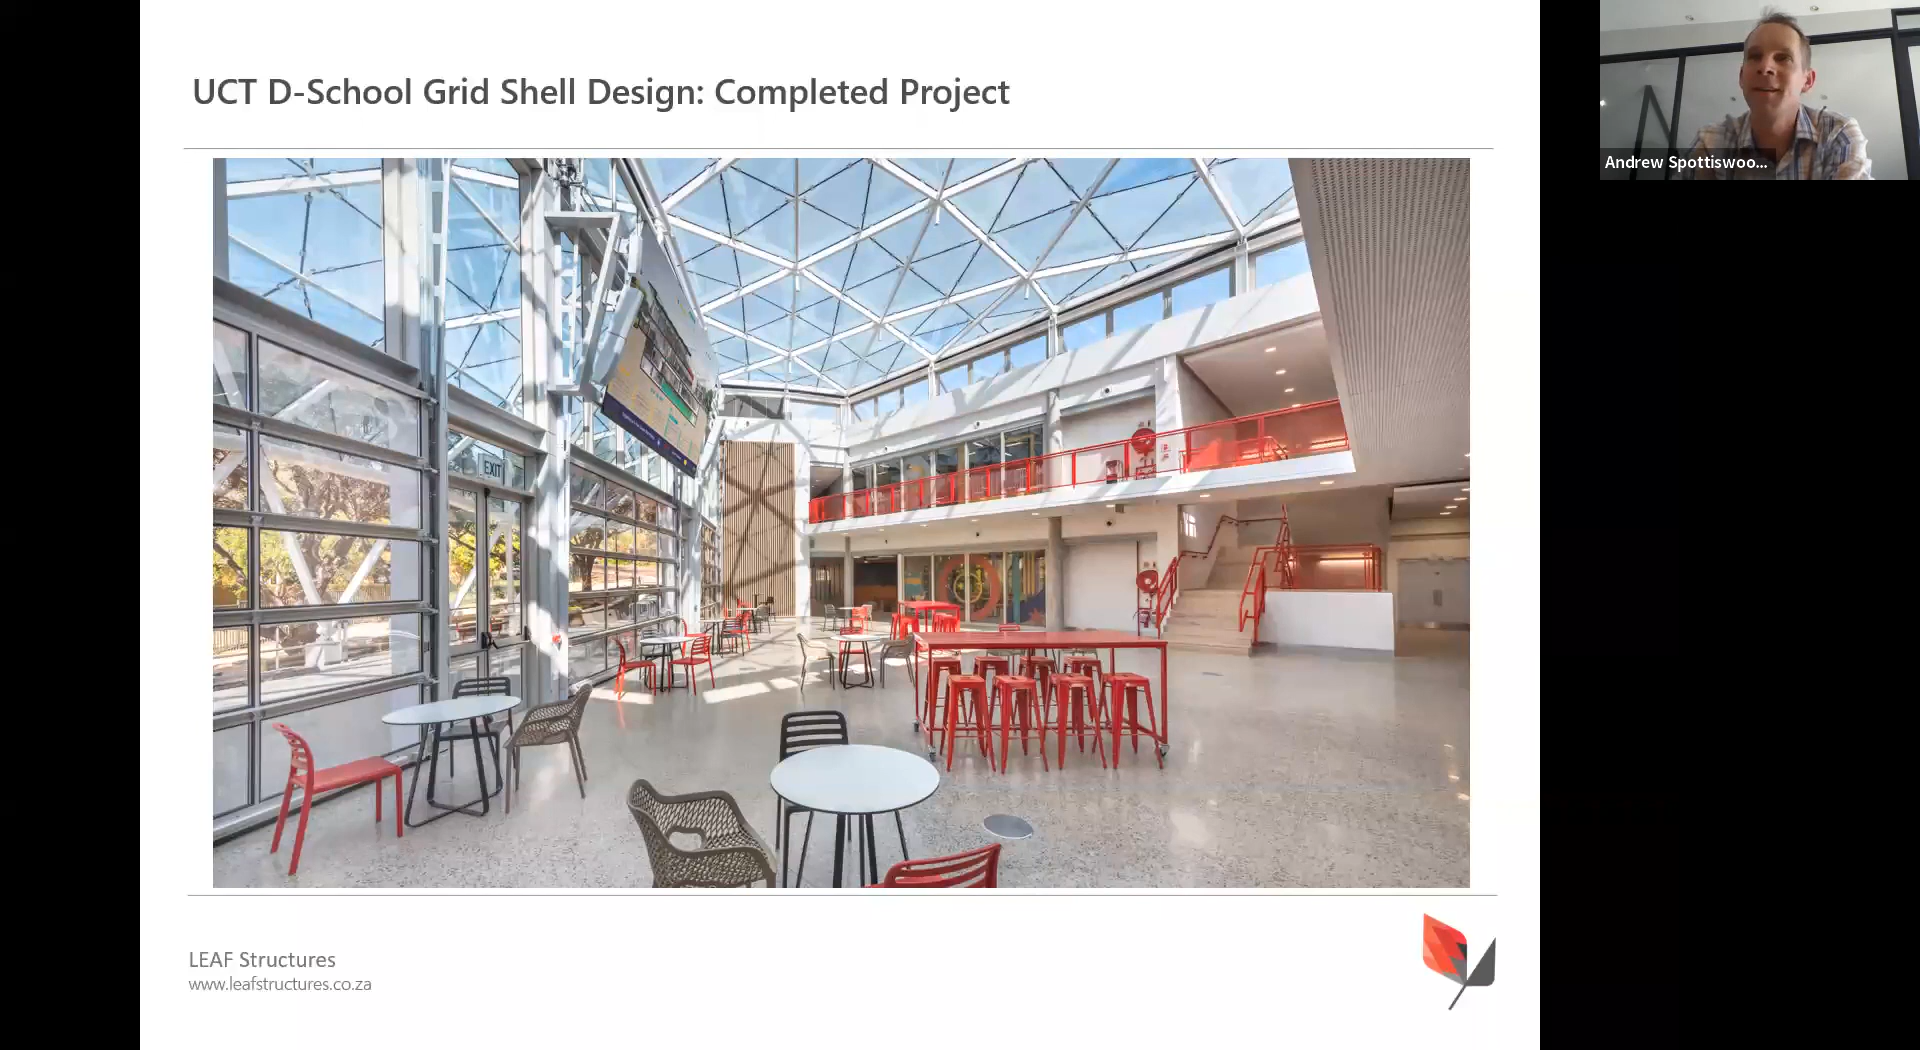 UCT D-School Grid Shell Design: Completed Project
Andrew Spottiswoo...
EXIT
LEAF Structures
www.leafstructures.co.za